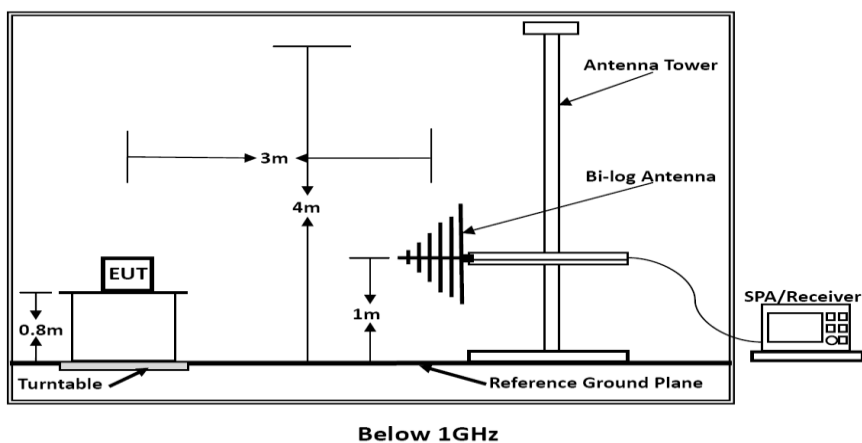 Antenna Tower
3m
Bi-log Antenna
4m
EUT
SPA/Receiver
0.8m
1m
Turntable
Reference Ground Plane
Below 1GHz